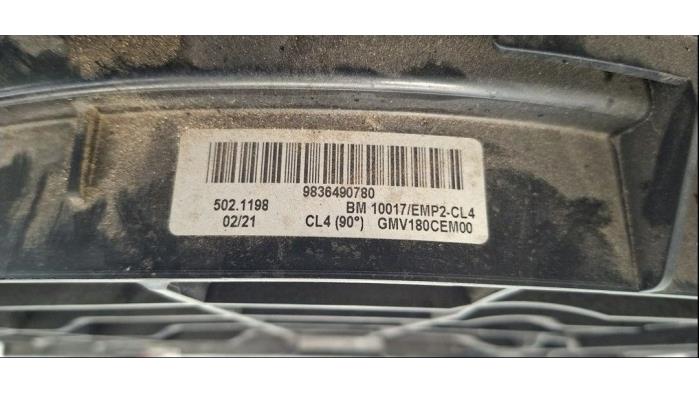 9836490780
502.1198 BM 10017/EMP2-CL4
02/21 CL4 (90°) GMV180CEM00